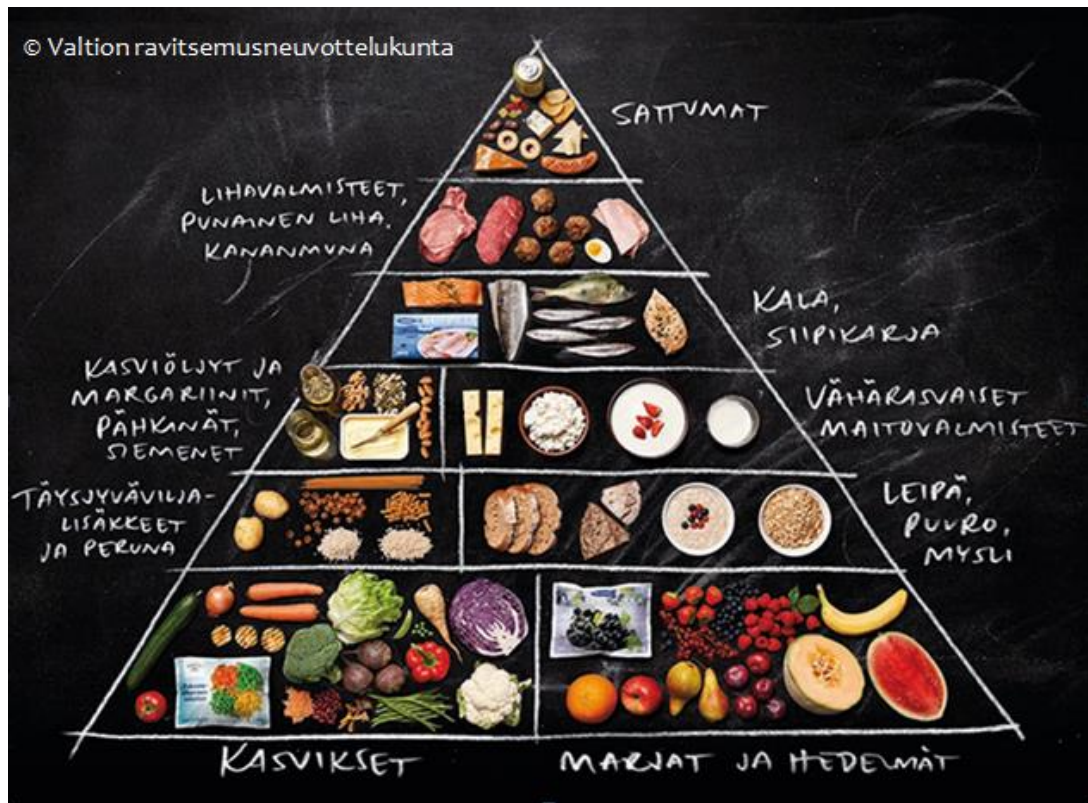 © Valtion ravitsemusneuvottelukunta
SATTUMAT
LIHAVALMISTEET,
PUNAINEN LIHA,
KANANMUNA
KALA,
SIIPIKARJA
KASVIÖLJYT JA
MARGARIINIT,
PÄHKINÄT,
SIEMENET
VÄHÄRASVAISET
MAITOVALMISTEET
TÄYSJYVÄVILJA-
LISÄKKEET
JA PERUNA
LEIPÄ,
PUURO,
MYSLI
KASVIKSET
MARJAT JA HEDELMÄT